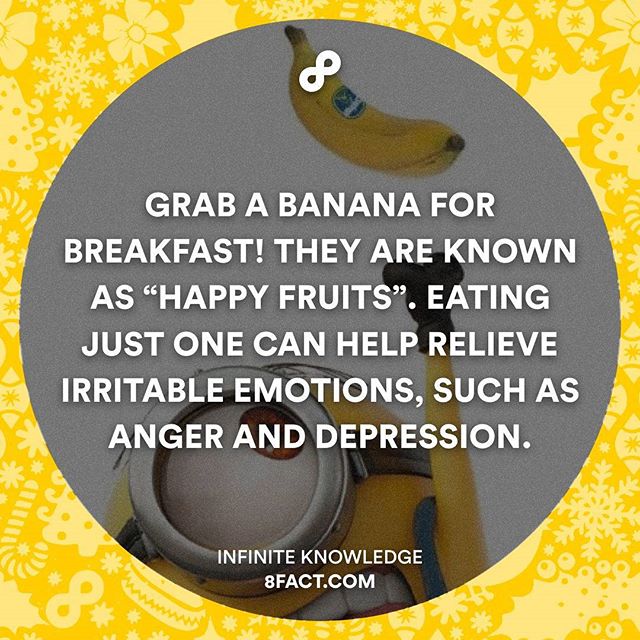 GRAB A BANANA FOR
BREAKFAST! THEY ARE KNOWN
AS “HAPPY FRUITS”. EATING
JUST ONE CAN HELP RELIEVE
IRRITABLE EMOTIONS, SUCH AS
ANGER AND DEPRESSION.
INFINITE KNOWLEDGE
8FACT.COM